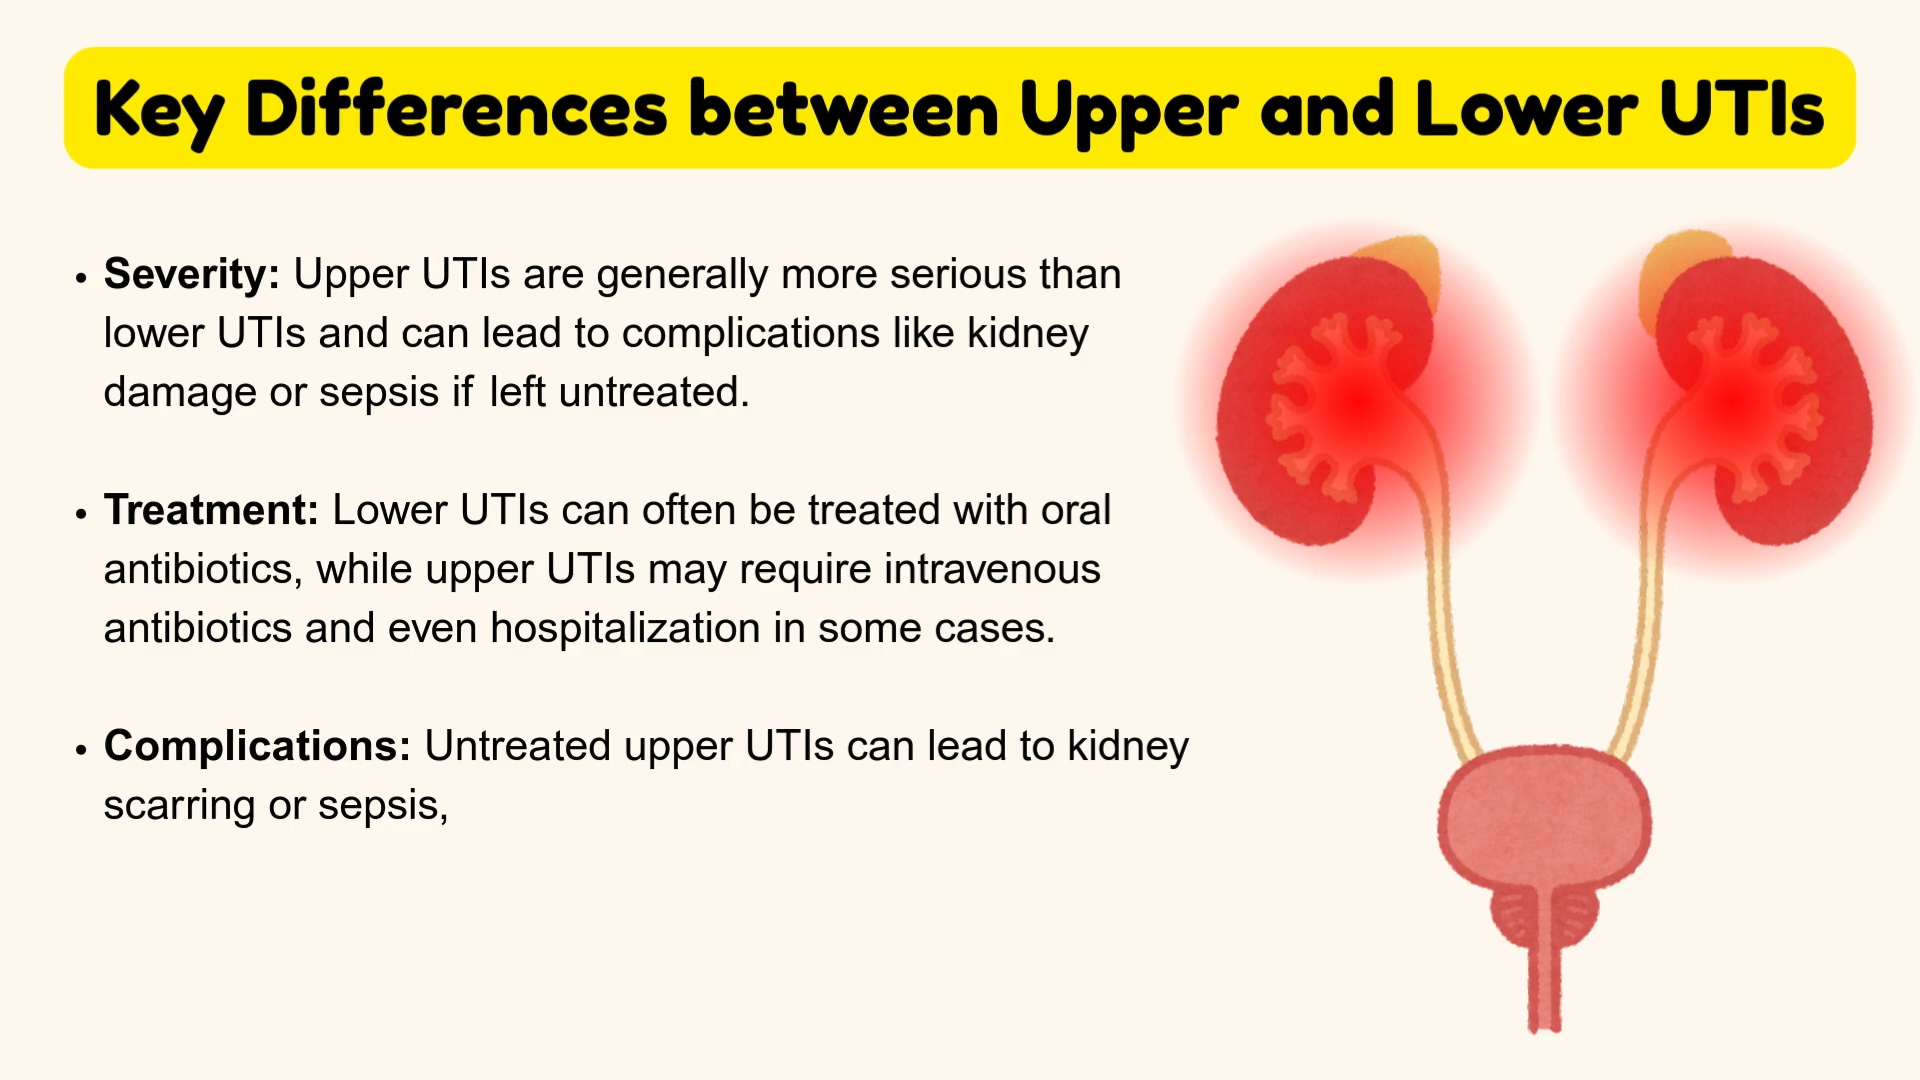 Key Differences between Upper and Lower UTIs
• Severity: Upper UTIs are generally more serious than
lower UTIs and can lead to complications like kidney
damage or sepsis if left untreated.
• Treatment: Lower UTIs can often be treated with oral
antibiotics, while upper UTIs may require intravenous
antibiotics and even hospitalization in some cases.
• Complications: Untreated upper UTIs can lead to kidney
scarring or sepsis,